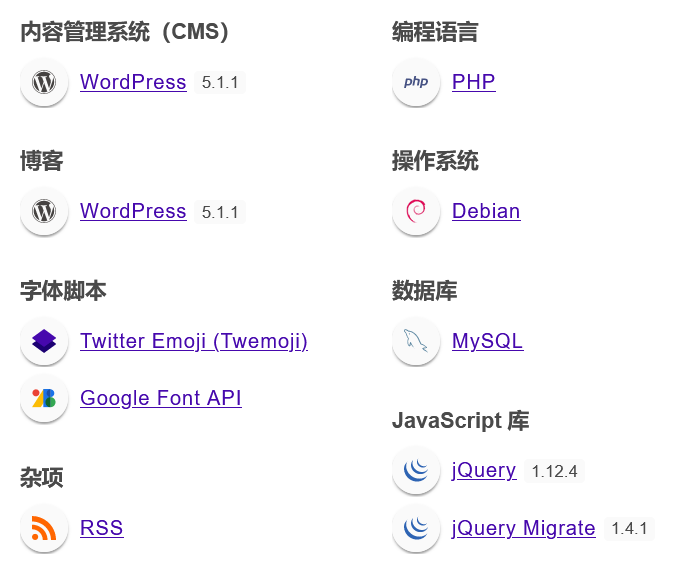 内容管理系统（CMS）
WordPress 5.1.1
博客
WordPress 5.1.1
字体脚本
Twitter Emoji (Twemoji)
Google Font API
杂项
RSS
编程语言
php PHP
操作系统
Debian
数据库
MySQL
JavaScript 库
jQuery 1.12.4
jQuery Migrate 1.4.1